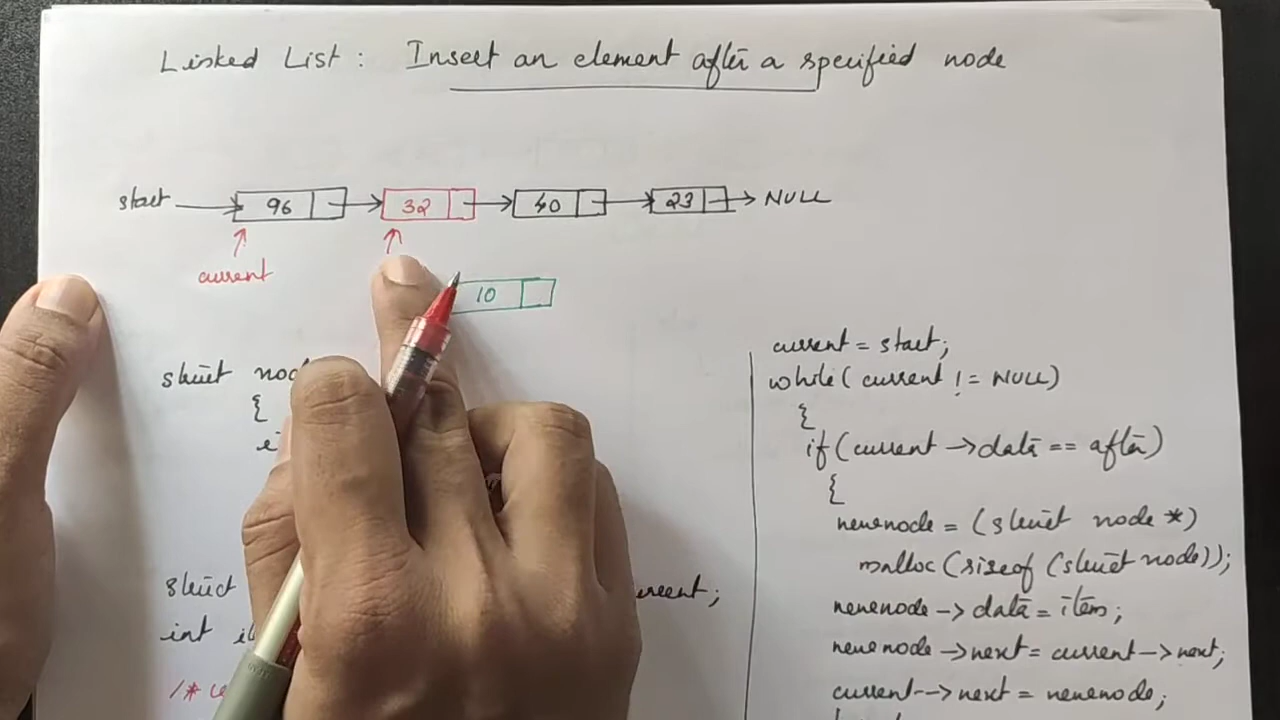 Linked List : Insert an element after a specified node
start 96 32 40 23 NULL
current
10
struct nod
{
struct
int
/*
current = start;
while ( current != NULL)
{
if ( current -> data == after)
{
newnode = ( struct node *)
malloc ( sizeof ( struct node));
newnode -> data = item;
newnode -> next = current -> next;
current --> next = newnode;